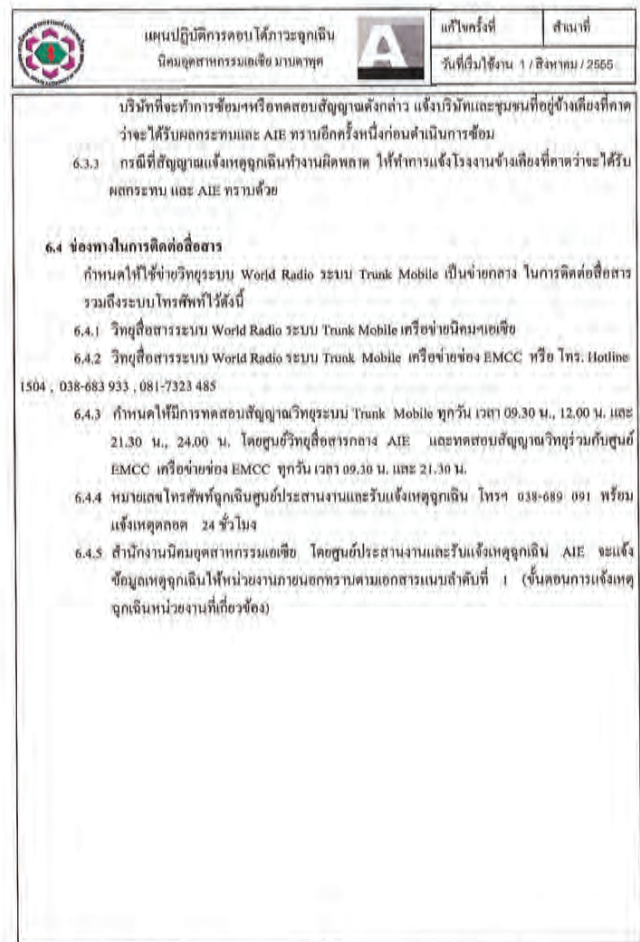 แผนปฏิบัติการตอบโต้ภาวะฉุกเฉิน
นิคมอุตสาหกรรมเอเซีย มาบตาพุด
A
แก้ไขครั้งที่
สำเนาที่
วันที่เริ่มใช้งาน 1 / สิงหาคม / 2555
บริษัทที่จะทำการซ้อมฯหรือทดสอบสัญญาณดังกล่าว แจ้งบริษัทและชุมชนที่อยู่ข้างเคียงที่คาด
ว่าจะได้รับผลกระทบและ AIE ทราบอีกครั้งหนึ่งก่อนดำเนินการซ้อม
6.3.3 กรณีที่สัญญาณแจ้งเหตุฉุกเฉินทำงานผิดพลาด ให้ทำการแจ้งโรงงานข้างเคียงที่คาดว่าจะได้รับ
ผลกระทบ และ AIE ทราบด้วย
6.4 ช่องทางในการติดต่อสื่อสาร
กำหนดให้ใช้ข่ายวิทยุระบบ World Radio ระบบ Trunk Mobile เป็นข่ายกลาง ในการติดต่อสื่อสาร
รวมถึงระบบโทรศัพท์ไว้ดังนี้
6.4.1 วิทยุสื่อสารระบบ World Radio ระบบ Trunk Mobile เครือข่ายนิคมฯเอเซีย
6.4.2 วิทยุสื่อสารระบบ World Radio ระบบ Trunk Mobile เครือข่ายช่อง EMCC หรือ โทร. Hotline
1504 , 038-683 933 , 081-7323 485
6.4.3 กำหนดให้มีการทดสอบสัญญาณวิทยุระบบ Trunk Mobile ทุกวัน เวลา 09.30 น., 12.00 น. และ
21.30 น., 24.00 น. โดยศูนย์วิทยุสื่อสารกลาง AIE และทดสอบสัญญาณวิทยุร่วมกับศูนย์
EMCC เครือข่ายช่อง EMCC ทุกวัน เวลา 09.30 น. และ 21.30 น.
6.4.4 หมายเลขโทรศัพท์ฉุกเฉินศูนย์ประสานงานและรับแจ้งเหตุฉุกเฉิน โทรฯ 038-689 091 พร้อม
แจ้งเหตุตลอด 24 ชั่วโมง
6.4.5 สำนักงานนิคมอุตสาหกรรมเอเซีย โดยศูนย์ประสานงานและรับแจ้งเหตุฉุกเฉิน AIE จะแจ้ง
ข้อมูลเหตุฉุกเฉินให้หน่วยงานภายนอกทราบตามเอกสารแนบลำดับที่ 1 (ขั้นตอนการแจ้งเหตุ
ฉุกเฉินหน่วยงานที่เกี่ยวข้อง)